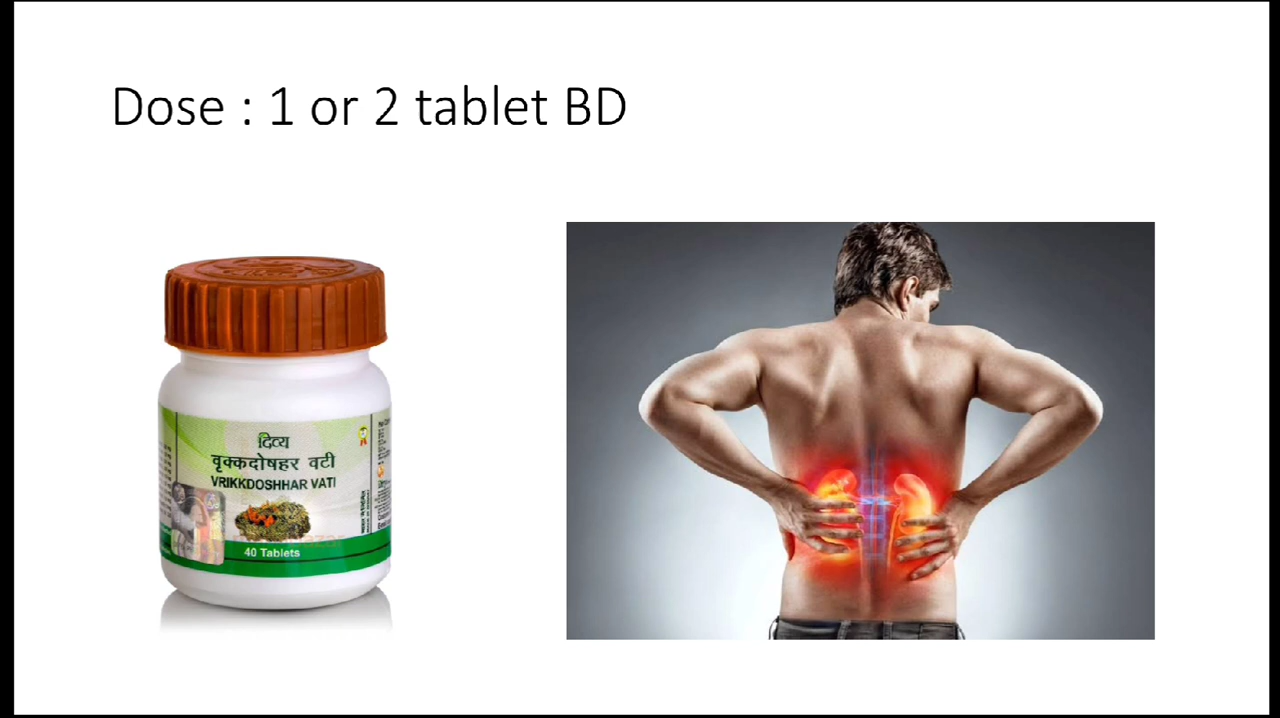 Dose : 1 or 2 tablet BD
दिव्य
वृक्कदोषहर वटी
VRIKKDOSHHAR VATI
40 Tablets